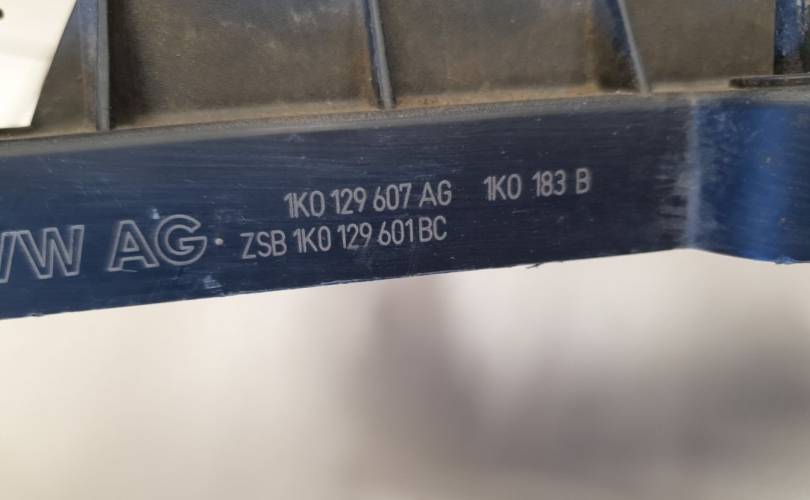 1K0 129 607 AG 1K0 183 B
VW AG · ZSB 1K0 129 601 BC